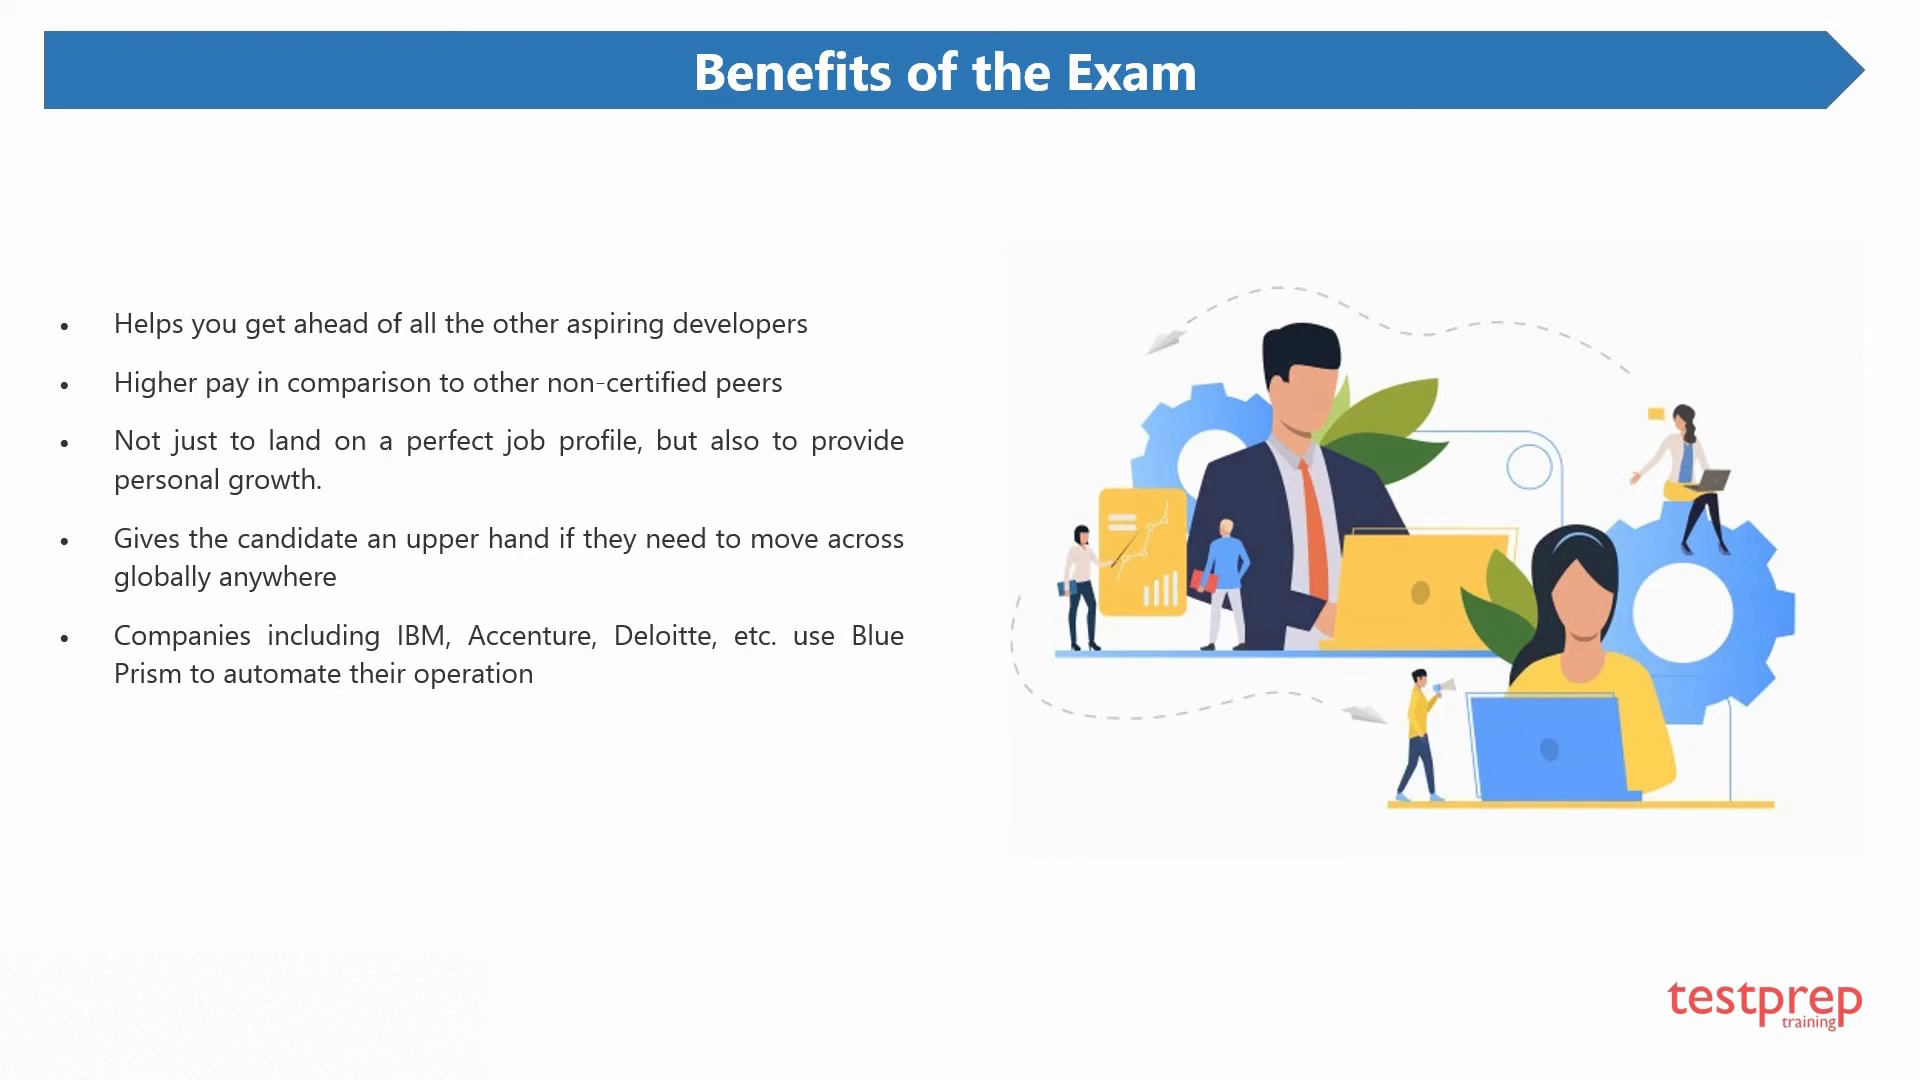 Benefits of the Exam
• Helps you get ahead of all the other aspiring developers
• Higher pay in comparison to other non-certified peers
• Not just to land on a perfect job profile, but also to provide
personal growth.
• Gives the candidate an upper hand if they need to move across
globally anywhere
• Companies including IBM, Accenture, Deloitte, etc. use Blue
Prism to automate their operation
testprep
training